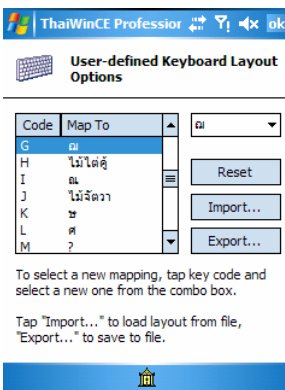 ThaiWinCE Professior
ok
User-defined Keyboard Layout
Options
Code Map To
G ฌ
H ไม้ไต่คู้
I ณ
J ไม้จัตวา
K ษ
L ศ
M ?
ฌ
Reset
Import...
Export...
To select a new mapping, tap key code and
select a new one from the combo box.
Tap "Import..." to load layout from file,
"Export..." to save to file.